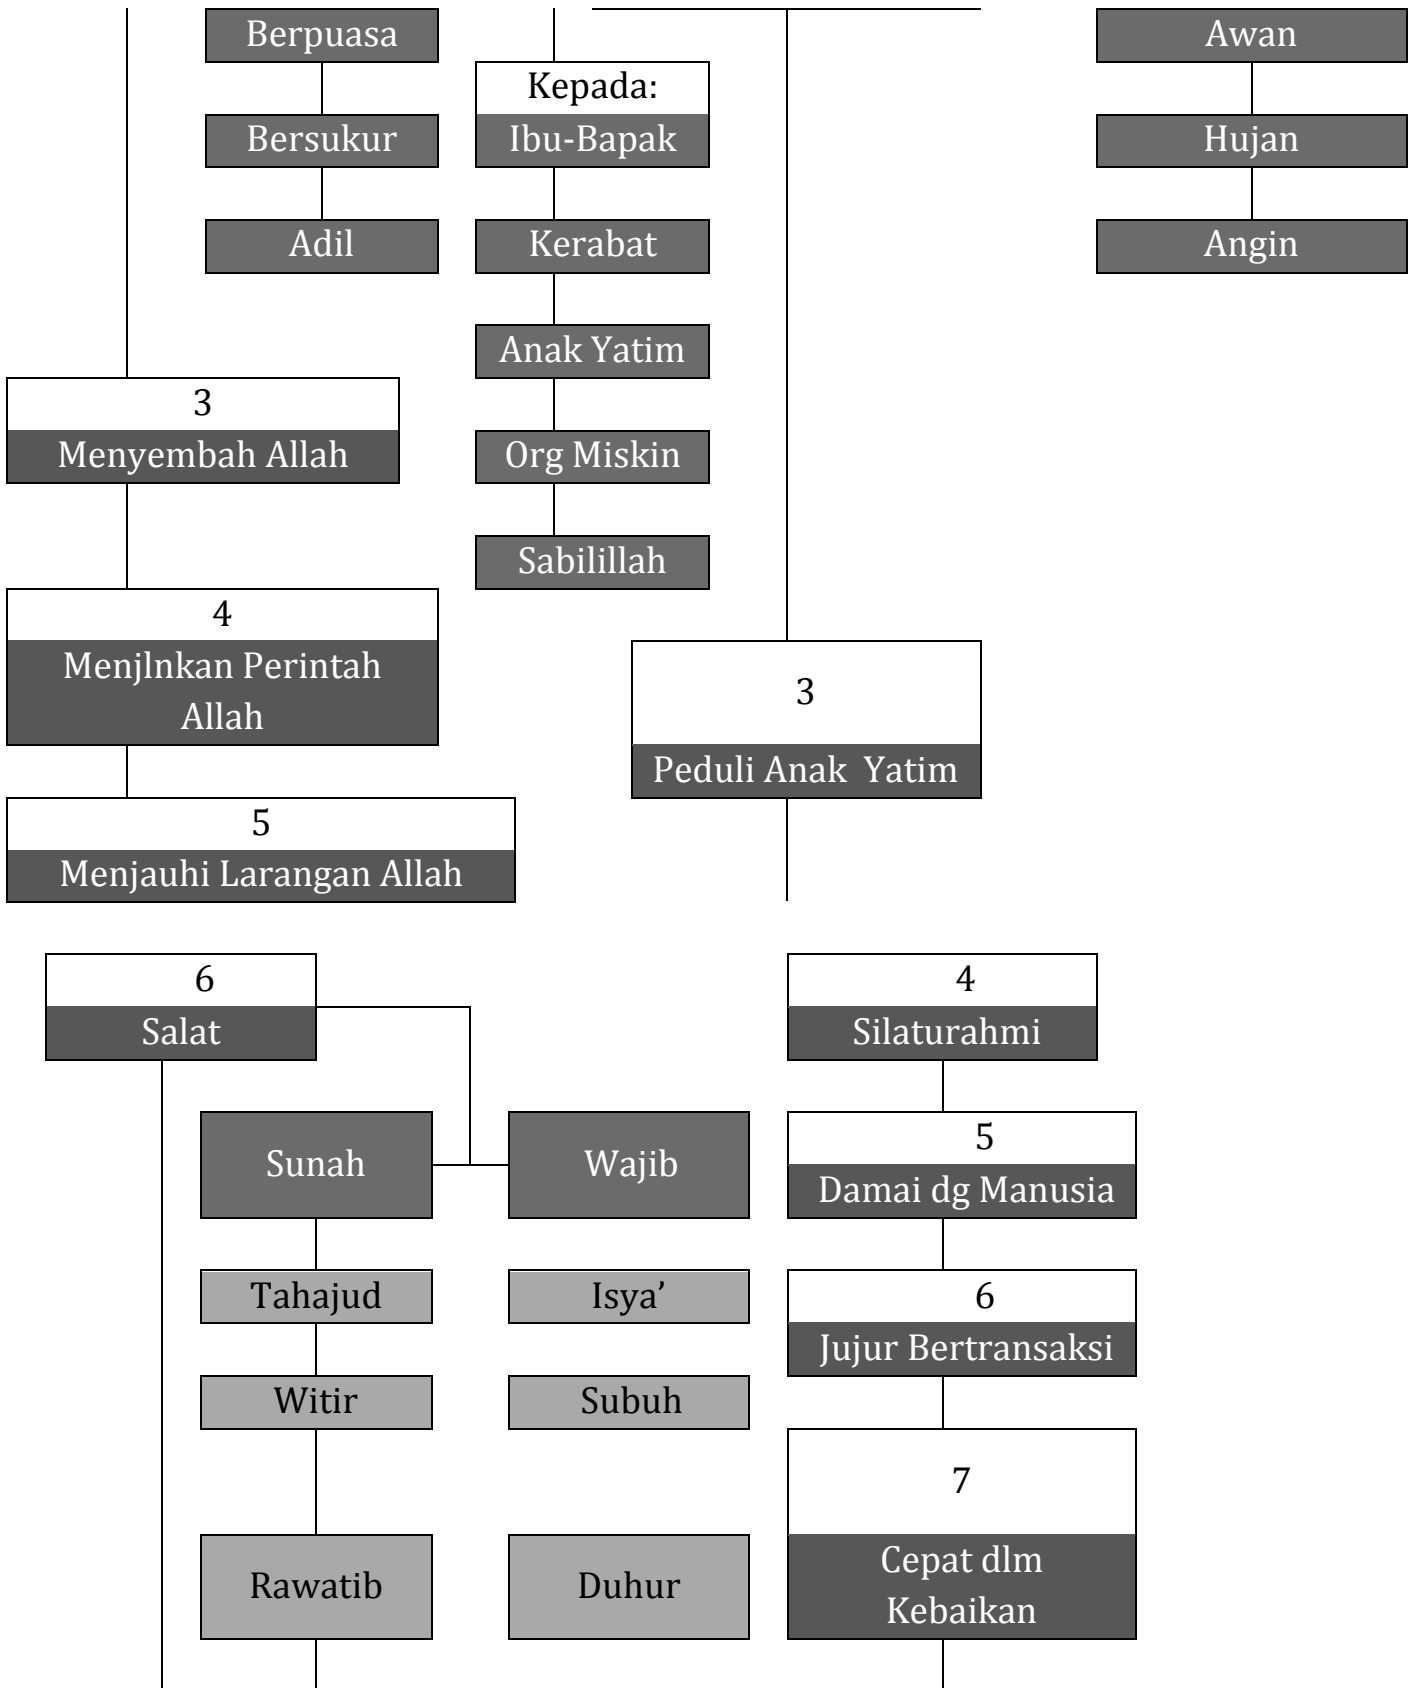 Berpuasa
Bersukur
Adil
Kepada:
Ibu-Bapak
Kerabat
Anak Yatim
Org Miskin
Sabilillah
Awan
Hujan
Angin
3
Menyembah Allah
4
Menjlnkan Perintah
Allah
5
Menjauhi Larangan Allah
3
Peduli Anak  Yatim
6
Salat
Sunah
Tahajud
Witir
Rawatib
Wajib
Isya’
Subuh
Duhur
4
Silaturahmi
5
Damai dg Manusia
6
Jujur Bertransaksi
7
Cepat dlm
Kebaikan